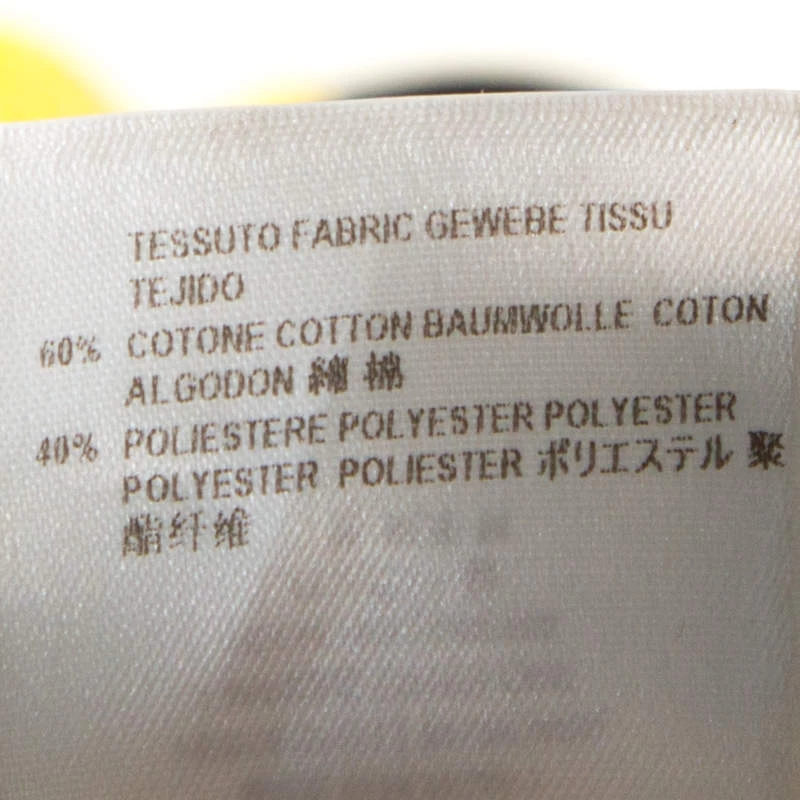 TESSUTO FABRIC GEWEBE TISSU
TEJIDO
60% COTONE COTTON BAUMWOLLE COTON
ALGODON 綿 棉
40% POLIESTERE POLYESTER POLYESTER
POLYESTER POLIESTER ポリエステル 聚
酯纤维